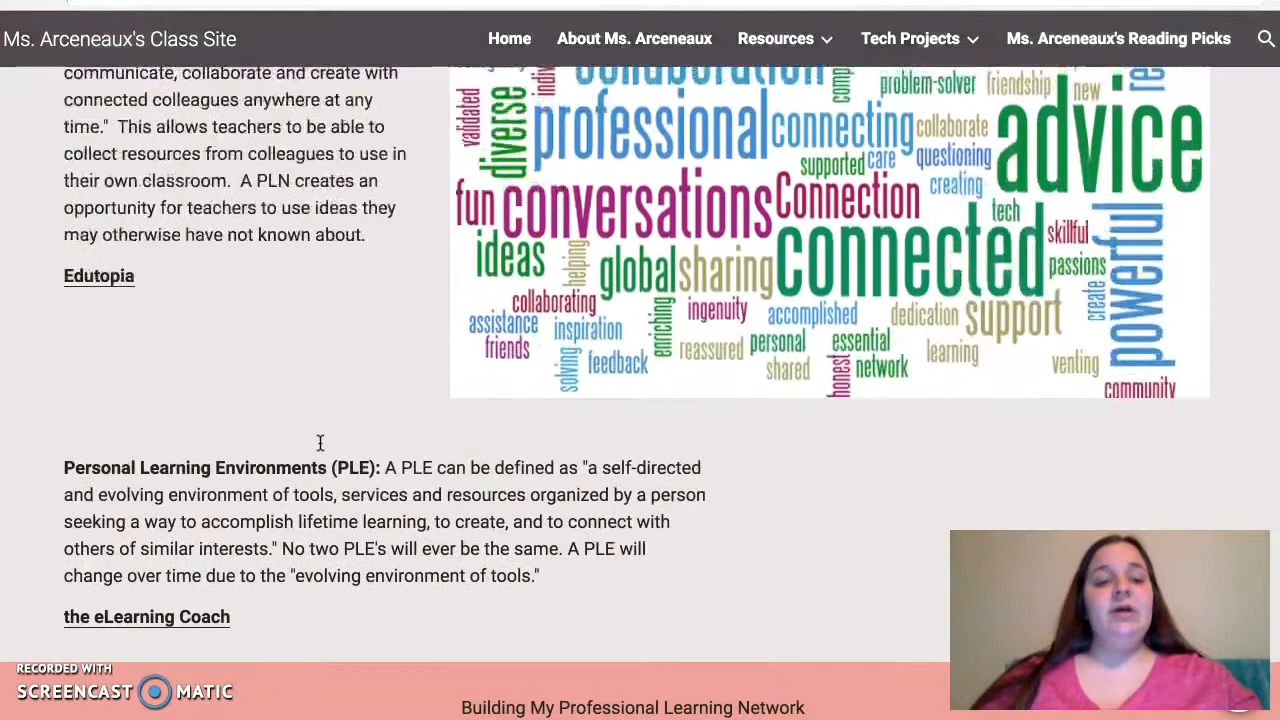 Ms. Arceneaux's Class Site
Home
About Ms. Arceneaux
Resources
Tech Projects
Ms. Arceneaux's Reading Picks
communicate, collaborate and create with
connected colleagues anywhere at any
time." This allows teachers to be able to
collect resources from colleagues to use in
their own classroom. A PLN creates an
opportunity for teachers to use ideas they
may otherwise have not known about.
Edutopia
collaboration
problem-solver
friendship
new
validated
diverse
professional
connecting
collaborate
advice
supported
care
questioning
creating
fun
conversations
Connection
tech
skillful
powerful
ideas
helping
global
sharing
connected
passions
create
collaborating
ingenuity
accomplished
dedication
support
assistance
inspiration
enriching
friends
solving
feedback
reassured
personal
essential
learning
venting
shared
honest
network
community
Personal Learning Environments (PLE): A PLE can be defined as "a self-directed
and evolving environment of tools, services and resources organized by a person
seeking a way to accomplish lifetime learning, to create, and to connect with
others of similar interests." No two PLE's will ever be the same. A PLE will
change over time due to the "evolving environment of tools."
the eLearning Coach
RECORDED WITH
SCREENCAST MATIC
Building My Professional Learning Network